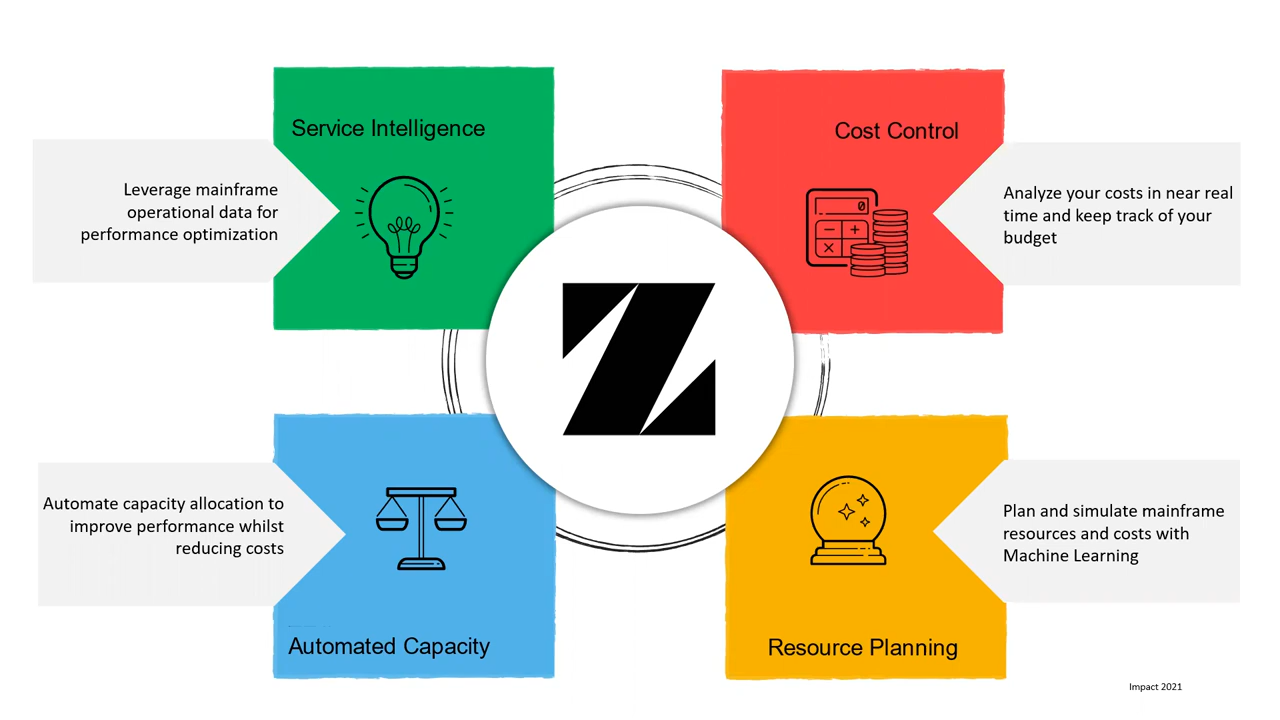 Service Intelligence
Leverage mainframe
operational data for
performance optimization
Cost Control
0
Analyze your costs in near real
time and keep track of your
budget
Z
Automate capacity allocation to
improve performance whilst
reducing costs
Automated Capacity
Plan and simulate mainframe
resources and costs with
Machine Learning
Resource Planning
Impact 2021